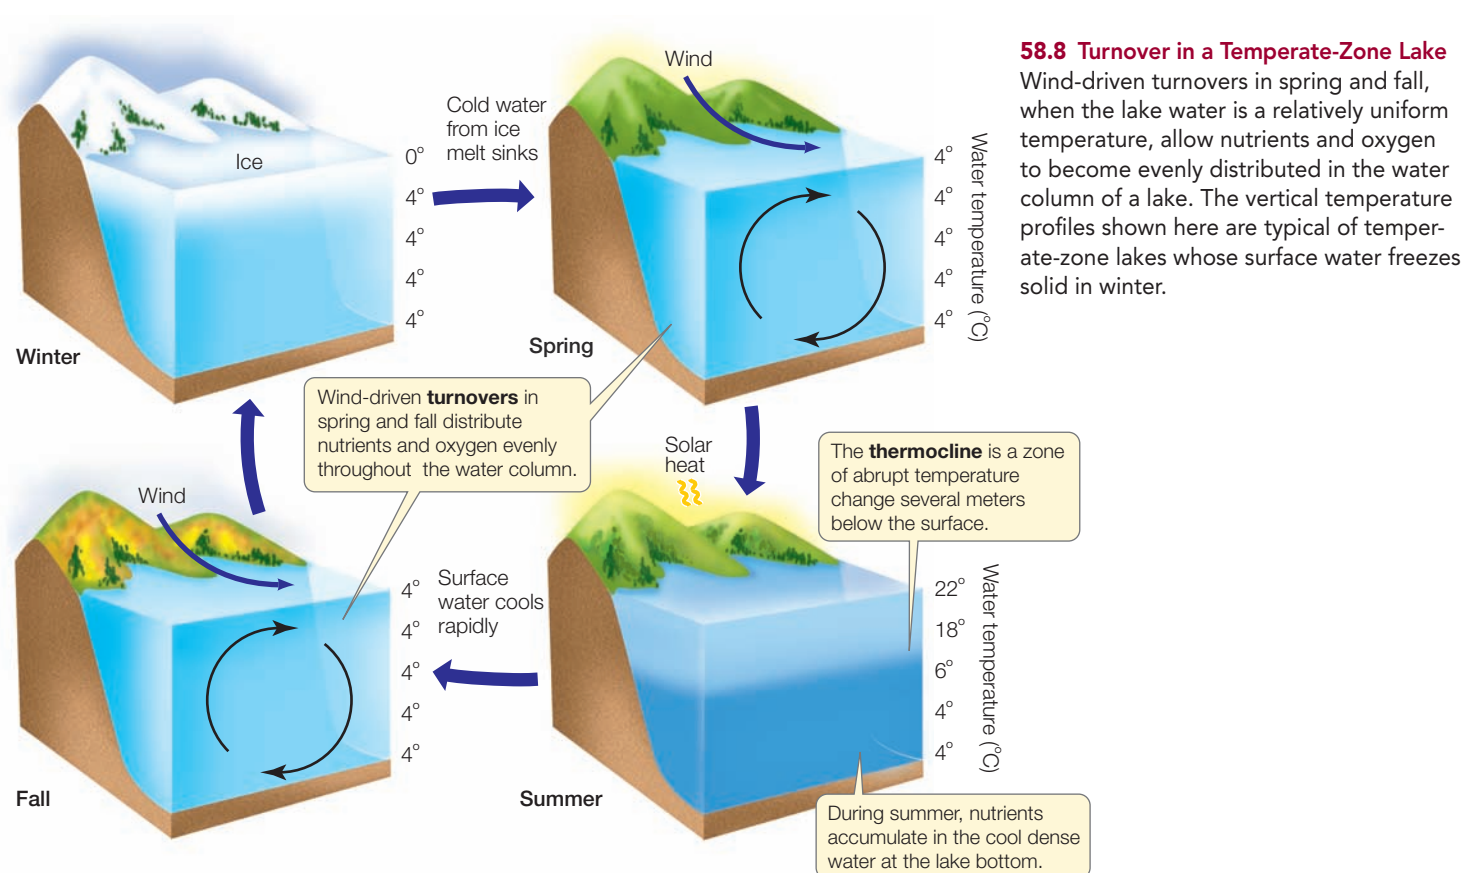 58.8 Turnover in a Temperate-Zone Lake
Wind-driven turnovers in spring and fall,
when the lake water is a relatively uniform
temperature, allow nutrients and oxygen
to become evenly distributed in the water
column of a lake. The vertical temperature
profiles shown here are typical of temper-
ate-zone lakes whose surface water freezes
solid in winter.
Ice
0°
4°
4°
4°
4°
Winter
Cold water
from ice
melt sinks
Wind
4°
4°
4°
4°
4°
Water temperature (°C)
Spring
Wind-driven turnovers in
spring and fall distribute
nutrients and oxygen evenly
throughout the water column.
Solar
heat
The thermocline is a zone
of abrupt temperature
change several meters
below the surface.
22°
18°
6°
4°
4°
Water temperature (°C)
Summer
During summer, nutrients
accumulate in the cool dense
water at the lake bottom.
Surface
water cools
rapidly
Wind
4°
4°
4°
4°
4°
Fall